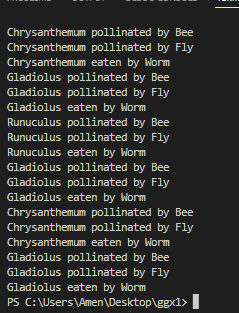 Chrysanthemum pollinated by Bee
Chrysanthemum pollinated by Fly
Chrysanthemum eaten by Worm
Gladiolus pollinated by Bee
Gladiolus pollinated by Fly
Gladiolus eaten by Worm
Runuculus pollinated by Bee
Runuculus pollinated by Fly
Runuculus eaten by Worm
Gladiolus pollinated by Bee
Gladiolus pollinated by Fly
Gladiolus eaten by Worm
Chrysanthemum pollinated by Bee
Chrysanthemum pollinated by Fly
Chrysanthemum eaten by Worm
Gladiolus pollinated by Bee
Gladiolus pollinated by Fly
Gladiolus eaten by Worm
PS C:\Users\Amen\Desktop\ggx1>